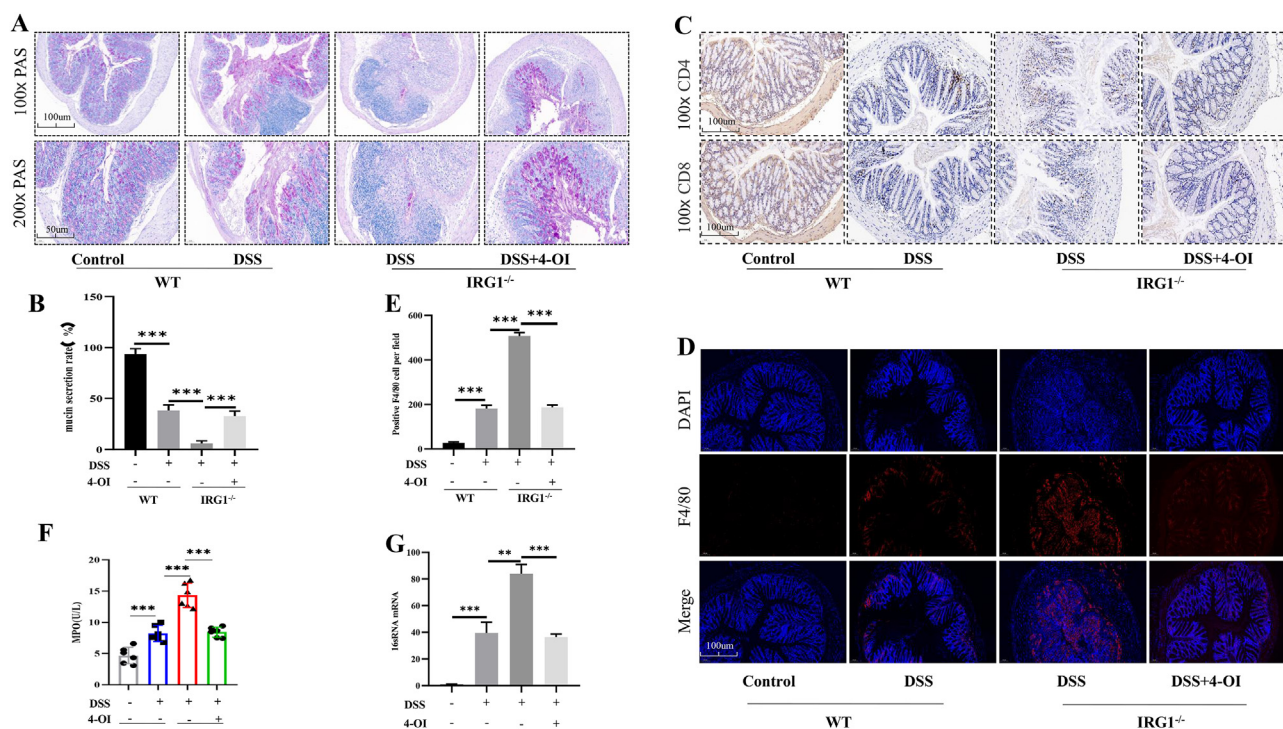 A
100x PAS
100um
200x PAS
50um
Control DSS DSS DSS+4-OI
WT IRG1-/-
C
100x CD4
100um
100x CD8
100um
Control DSS DSS DSS+4-OI
WT IRG1-/-
B
mucin secretion rate (%)
150
100
50
0
*** *** ***
DSS - + + +
4-OI - - - +
WT IRG1-/-
E
Positive F4/80 cell per field
600
400
200
0
*** *** ***
DSS - + + +
4-OI - - - +
WT IRG1-/-
D
DAPI
F4/80
Merge
100um
Control DSS DSS DSS+4-OI
WT IRG1-/-
F
MPO(U/L)
20
15
10
5
0
*** *** ***
DSS - + + +
4-OI - - - +
G
16sRNA mRNA
100
80
60
40
20
0
*** ** ***
DSS - + + +
4-OI - - - +